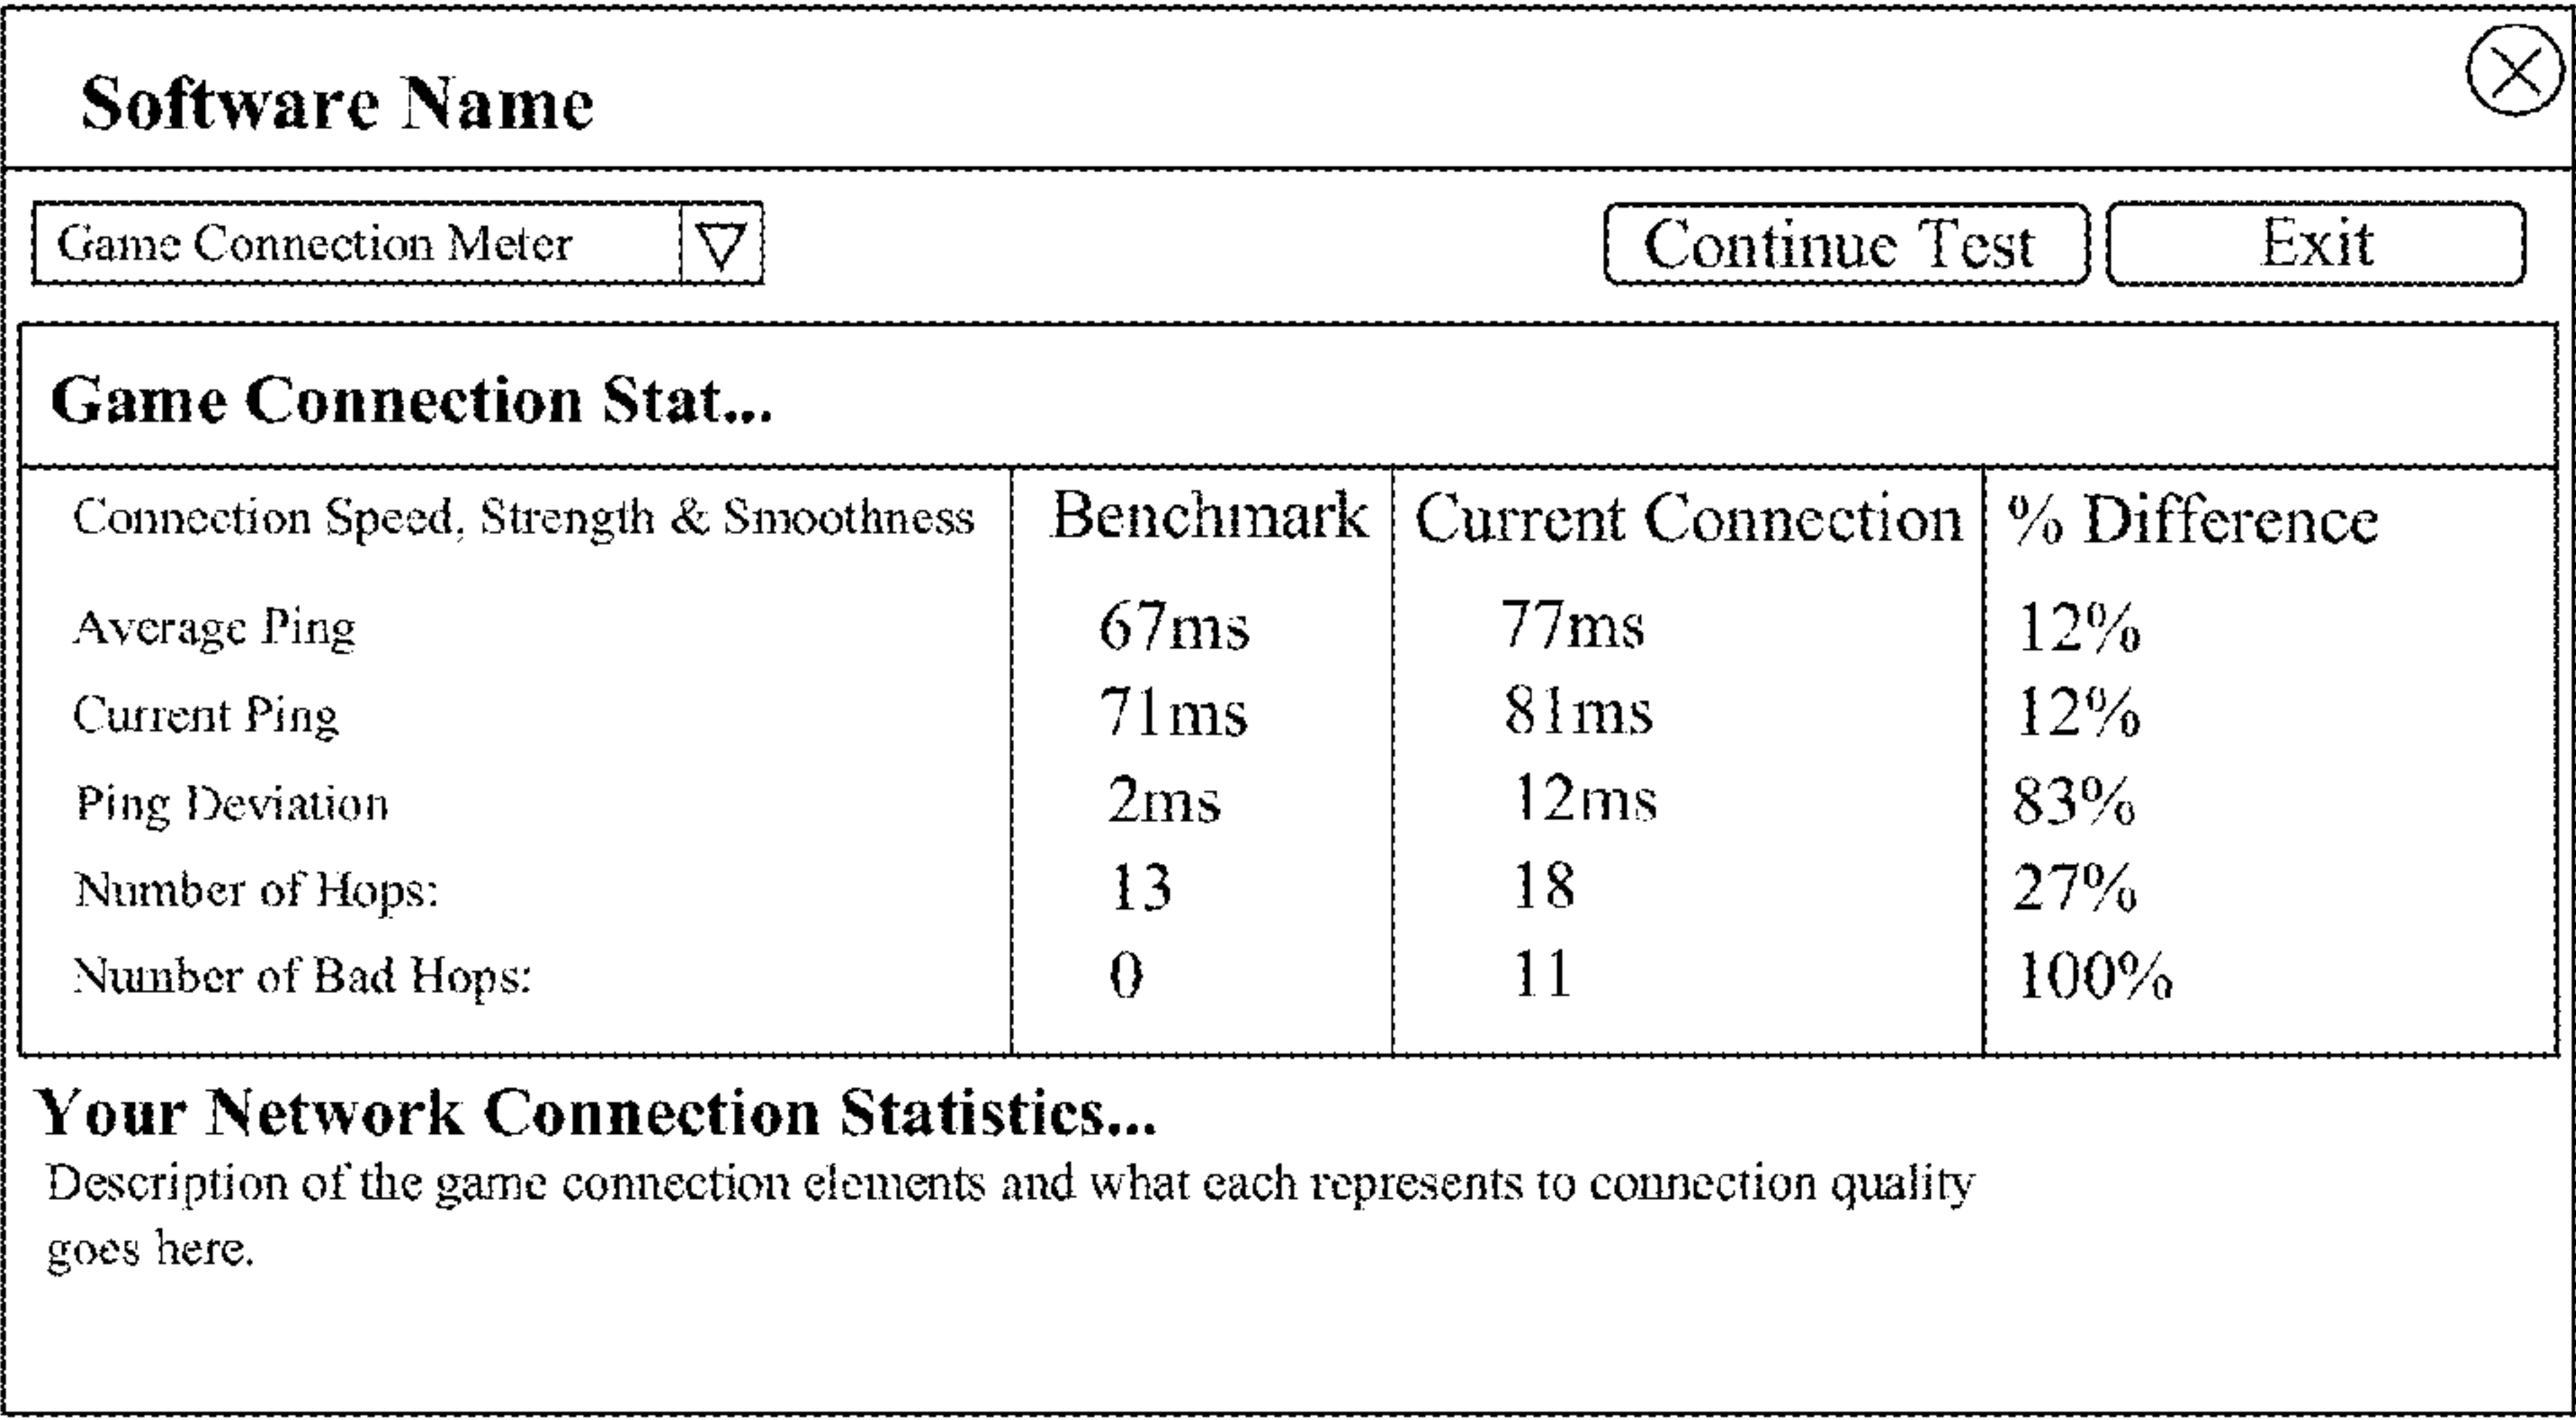 Software Name
Game Connection Meter
Continue Test
Exit
Game Connection Stat...
Connection Speed, Strength & Smoothness Benchmark Current Connection % Difference
Average Ping 67ms 77ms 12%
Current Ping 71ms 81ms 12%
Ping Deviation 2ms 12ms 83%
Number of Hops: 13 18 27%
Number of Bad Hops: 0 11 100%
Your Network Connection Statistics...
Description of the game connection elements and what each represents to connection quality
goes here.